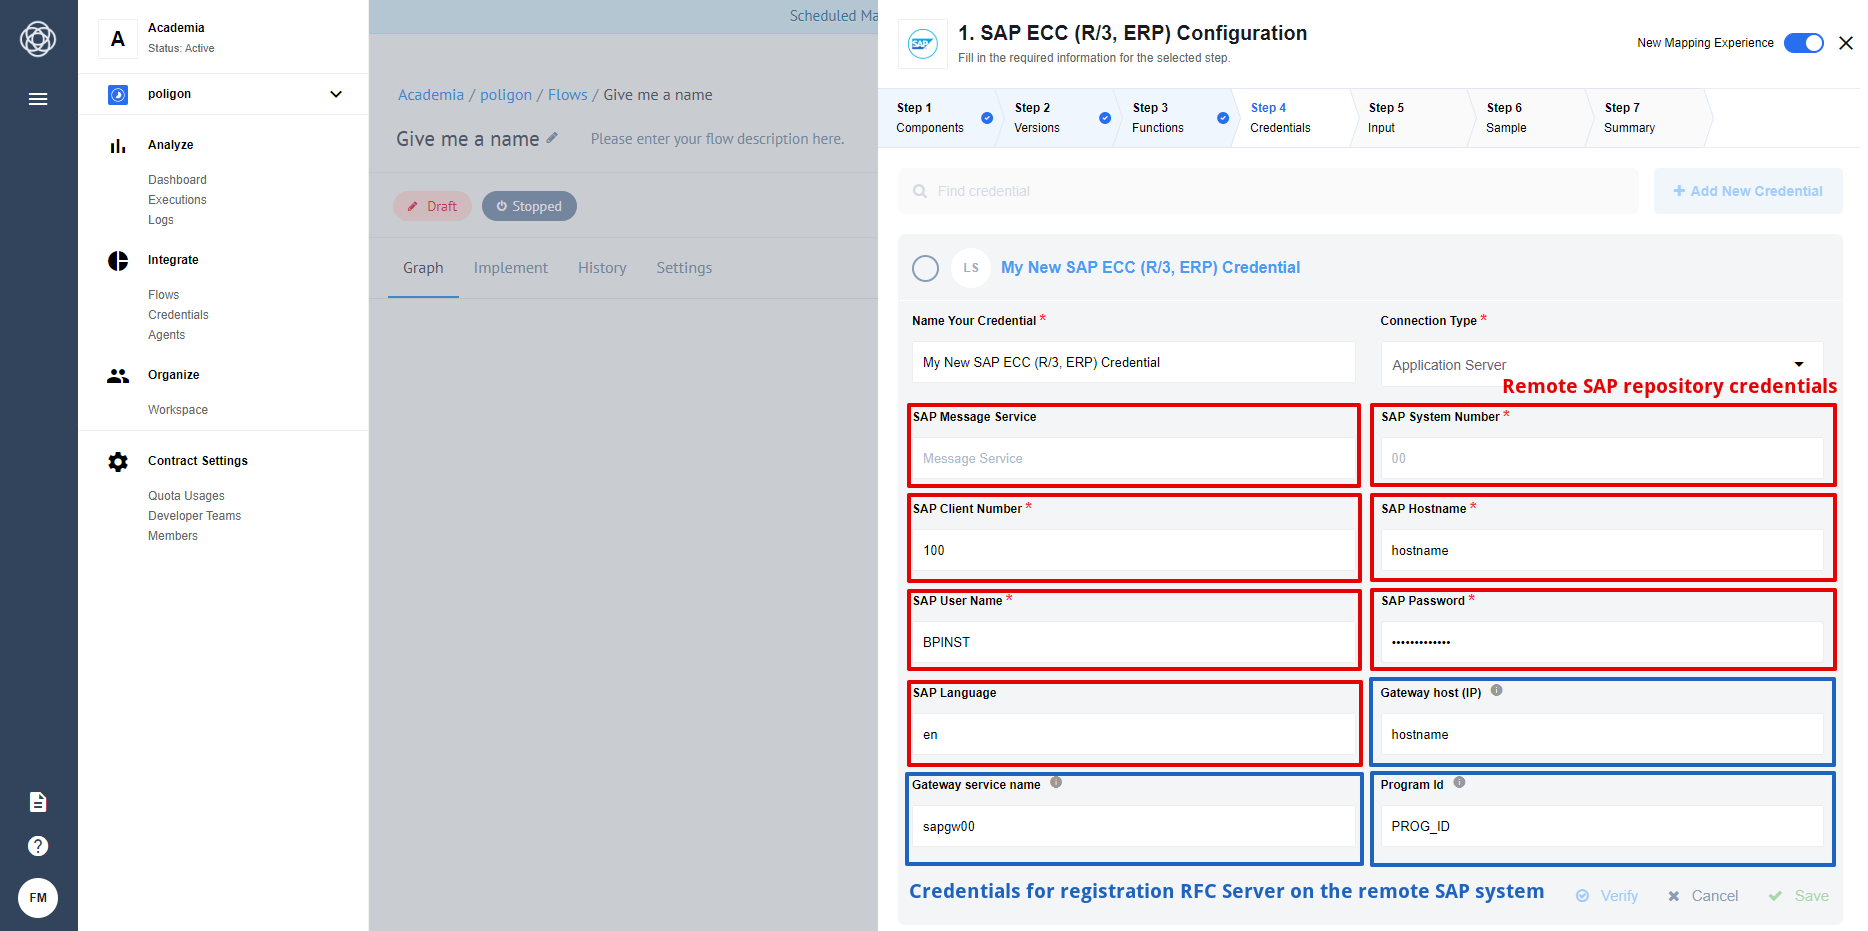 A
Academia
Status: Active
poligon
Analyze
Dashboard
Executions
Logs
Integrate
Flows
Credentials
Agents
Organize
Workspace
Contract Settings
Quota Usages
Developer Teams
Members
?
FM
Scheduled Ma
Academia / poligon / Flows / Give me a name
Give me a name
Please enter your flow description here.
Draft
Stopped
Graph
Implement
History
Settings
SAP
1. SAP ECC (R/3, ERP) Configuration
Fill in the required information for the selected step.
New Mapping Experience
Step 1
Components
Step 2
Versions
Step 3
Functions
Step 4
Credentials
Step 5
Input
Step 6
Sample
Step 7
Summary
Find credential
+ Add New Credential
LS
My New SAP ECC (R/3, ERP) Credential
Name Your Credential *
My New SAP ECC (R/3, ERP) Credential
Connection Type *
Application Server
Remote SAP repository credentials
SAP Message Service
Message Service
SAP System Number *
00
SAP Client Number *
100
SAP Hostname *
hostname
SAP User Name *
BPINST
SAP Password *
•••••••••••••
SAP Language
en
Gateway host (IP)
hostname
Gateway service name
sapgw00
Program Id
PROG_ID
Credentials for registration RFC Server on the remote SAP system
Verify
Cancel
Save